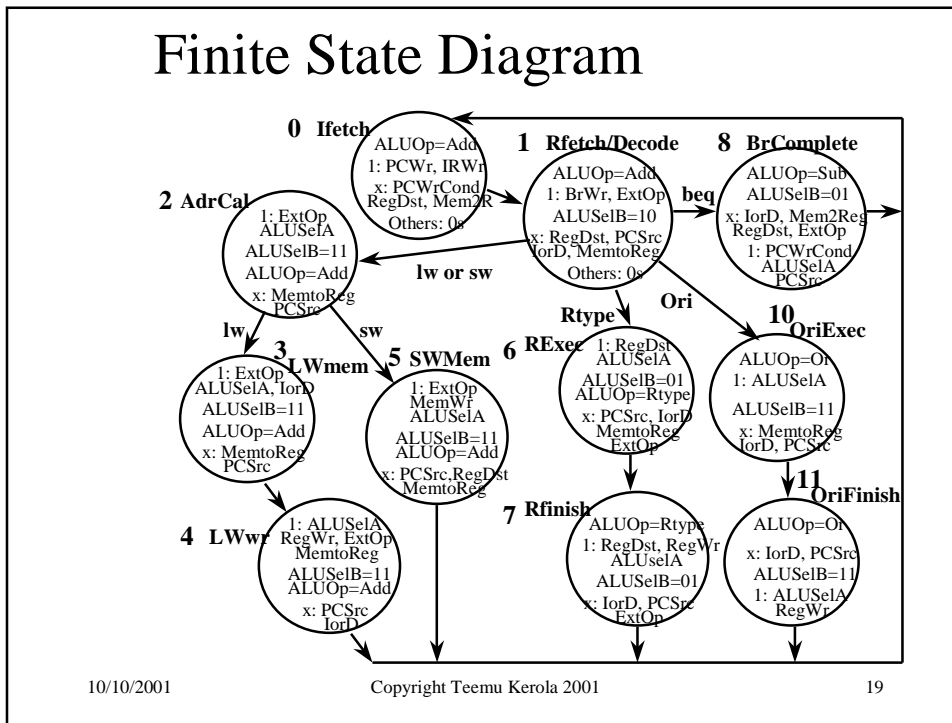 Finite State Diagram
0 Ifetch
ALUOp=Add
1: PCWr, IRWr
x: PCWrCond
RegDst, Mem2R
Others: 0s
1 Rfetch/Decode
ALUOp=Add
1: BrWr, ExtOp
ALUSelB=10
x: RegDst, PCSrc
IorD, MemtoReg
Others: 0s
beq
8 BrComplete
ALUOp=Sub
ALUSelB=01
x: IorD, Mem2Reg
RegDst, ExtOp
1: PCWrCond
ALUSelA
PCSrc
2 AdrCal
1: ExtOp
ALUSelA
ALUSelB=11
ALUOp=Add
x: MemtoReg
PCSrc
lw or sw
lw
sw
Rtype
Ori
3 LWmem
1: ExtOp
ALUSelA, IorD
ALUSelB=11
ALUOp=Add
x: MemtoReg
PCSrc
5 SWMem
1: ExtOp
MemWr
ALUSelA
ALUSelB=11
ALUOp=Add
x: PCSrc,RegDst
MemtoReg
6 RExec
1: RegDst
ALUSelA
ALUSelB=01
ALUOp=Rtype
x: PCSrc, IorD
MemtoReg
ExtOp
10 OriExec
ALUOp=Or
1: ALUSelA
ALUSelB=11
x: MemtoReg
IorD, PCSrc
4 LWwr
1: ALUSelA
RegWr, ExtOp
MemtoReg
ALUSelB=11
ALUOp=Add
x: PCSrc
IorD
7 Rfinish
ALUOp=Rtype
1: RegDst, RegWr
ALUselA
ALUSelB=01
x: IorD, PCSrc
ExtOp
11 OriFinish
ALUOp=Or
x: IorD, PCSrc
ALUSelB=11
1: ALUSelA
RegWr
10/10/2001
Copyright Teemu Kerola 2001
19